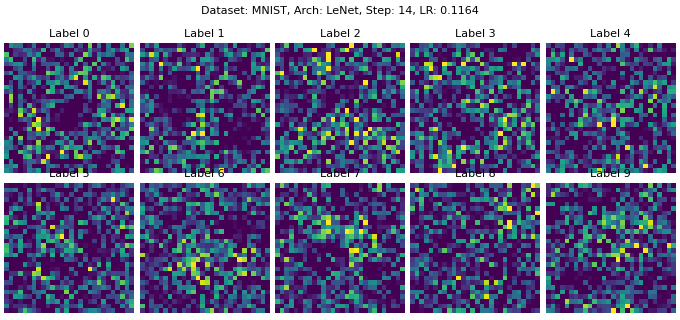 Dataset: MNIST, Arch: LeNet, Step: 14, LR: 0.1164
Label 0 Label 1 Label 2 Label 3 Label 4
Label 5 Label 6 Label 7 Label 8 Label 9